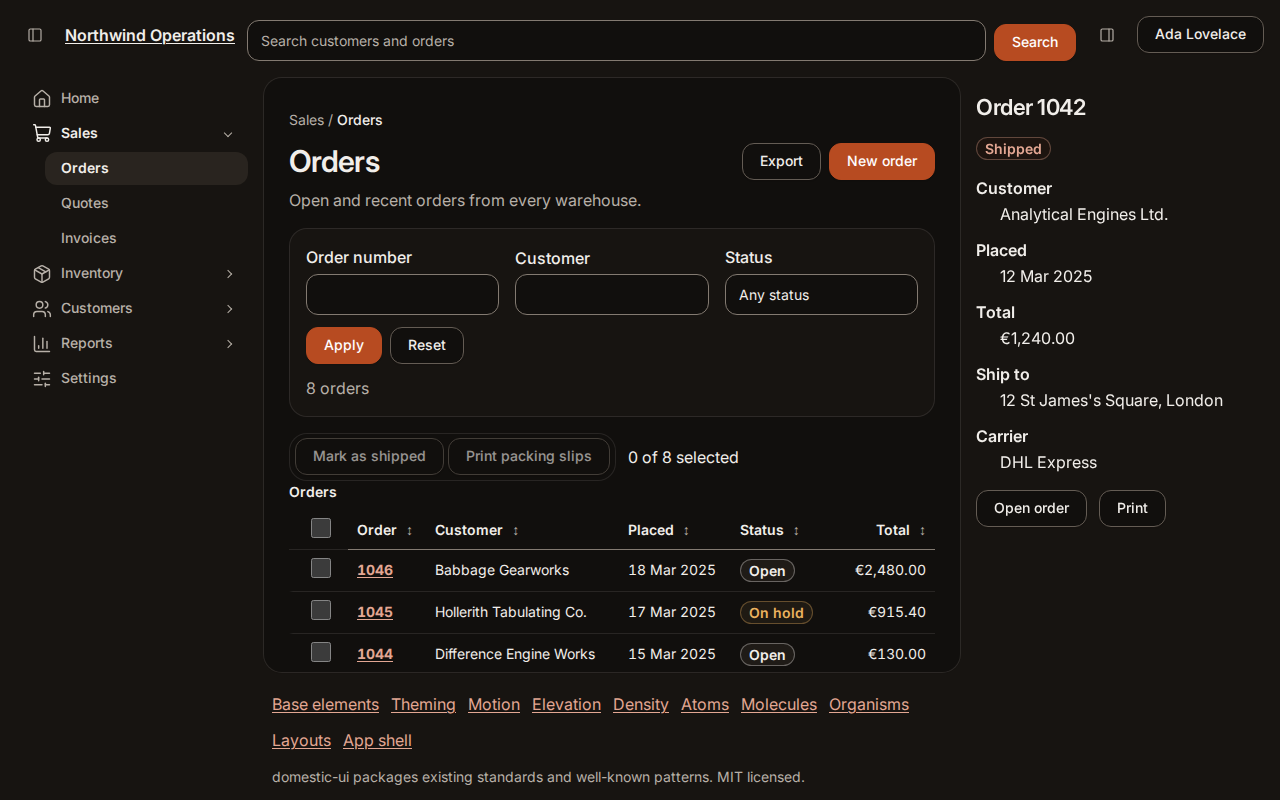 Northwind Operations
Search customers and orders
Search
Ada Lovelace
Home
Sales
Orders
Quotes
Invoices
Inventory
Customers
Reports
Settings
Sales / Orders
Orders
Export
New order
Open and recent orders from every warehouse.
Order number
Customer
Status
Any status
Apply
Reset
8 orders
Mark as shipped
Print packing slips
0 of 8 selected
Orders
Order ↕ Customer ↕ Placed ↕ Status ↕ Total ↕
1046 Babbage Gearworks 18 Mar 2025 Open €2,480.00
1045 Hollerith Tabulating Co. 17 Mar 2025 On hold €915.40
1044 Difference Engine Works 15 Mar 2025 Open €130.00
Order 1042
Shipped
Customer
Analytical Engines Ltd.
Placed
12 Mar 2025
Total
€1,240.00
Ship to
12 St James's Square, London
Carrier
DHL Express
Open order
Print
Base elements Theming Motion Elevation Density Atoms Molecules Organisms
Layouts App shell
domestic-ui packages existing standards and well-known patterns. MIT licensed.